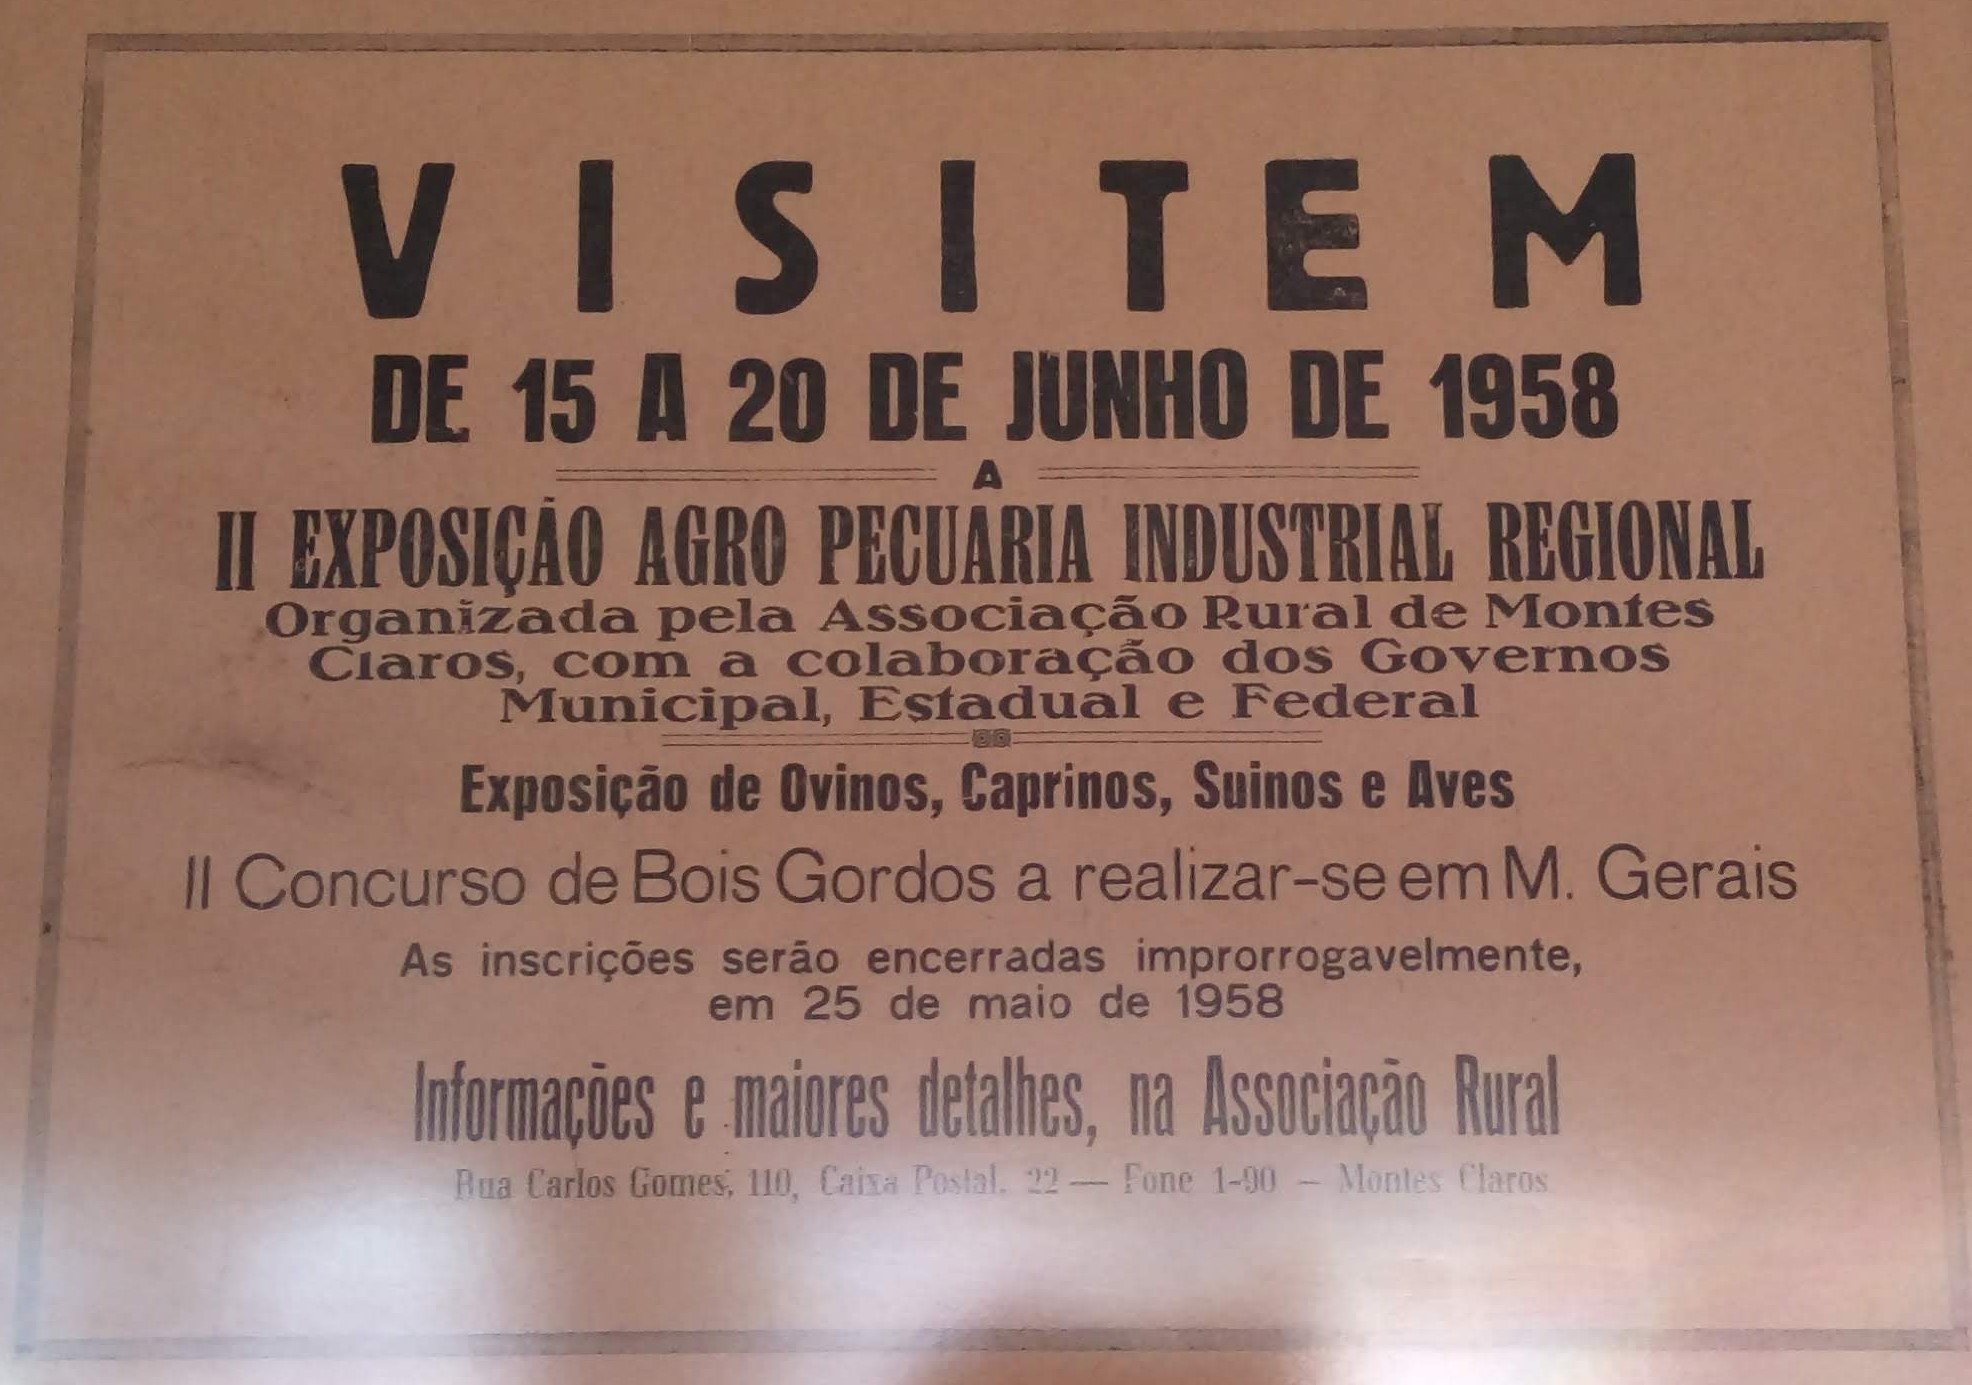 VISITEM
DE 15 A 20 DE JUNHO DE 1958
A
II EXPOSIÇÃO AGRO PECUÁRIA INDUSTRIAL REGIONAL
Organizada pela Associação Rural de Montes
Claros, com a colaboração dos Governos
Municipal, Estadual e Federal
Exposição de Ovinos, Caprinos, Suinos e Aves
II Concurso de Bois Gordos a realizar-se em M. Gerais
As inscrições serão encerradas improrrogavelmente,
em 25 de maio de 1958
Informações e maiores detalhes, na Associação Rural
Rua Carlos Gomes, 110, Caixa Postal, 22 — Fone 1-90 – Montes Claros